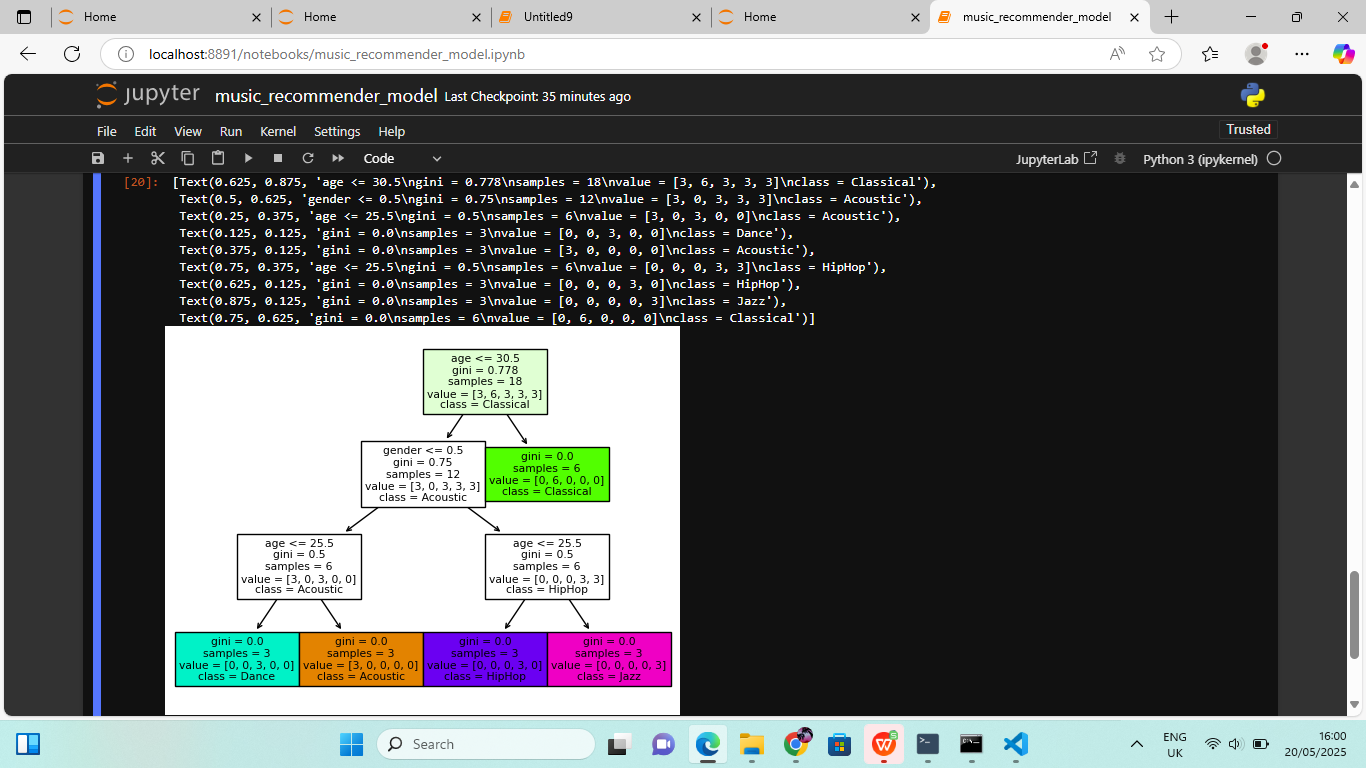 Home
Home
Untitled9
Home
music_recommender_model
localhost:8891/notebooks/music_recommender_model.ipynb
jupyter music_recommender_model Last Checkpoint: 35 minutes ago
File Edit View Run Kernel Settings Help
Trusted
Code
JupyterLab
Python 3 (ipykernel)
[20]: [Text(0.625, 0.875, 'age <= 30.5\ngini = 0.778\nsamples = 18\nvalue = [3, 6, 3, 3, 3]\nclass = Classical'),
Text(0.5, 0.625, 'gender <= 0.5\ngini = 0.75\nsamples = 12\nvalue = [3, 0, 3, 3, 3]\nclass = Acoustic'),
Text(0.25, 0.375, 'age <= 25.5\ngini = 0.5\nsamples = 6\nvalue = [3, 0, 3, 0, 0]\nclass = Acoustic'),
Text(0.125, 0.125, 'gini = 0.0\nsamples = 3\nvalue = [0, 0, 3, 0, 0]\nclass = Dance'),
Text(0.375, 0.125, 'gini = 0.0\nsamples = 3\nvalue = [3, 0, 0, 0, 0]\nclass = Acoustic'),
Text(0.75, 0.375, 'age <= 25.5\ngini = 0.5\nsamples = 6\nvalue = [0, 0, 0, 3, 3]\nclass = HipHop'),
Text(0.625, 0.125, 'gini = 0.0\nsamples = 3\nvalue = [0, 0, 0, 3, 0]\nclass = HipHop'),
Text(0.875, 0.125, 'gini = 0.0\nsamples = 3\nvalue = [0, 0, 0, 0, 3]\nclass = Jazz'),
Text(0.75, 0.625, 'gini = 0.0\nsamples = 6\nvalue = [0, 6, 0, 0, 0]\nclass = Classical')]
age <= 30.5
gini = 0.778
samples = 18
value = [3, 6, 3, 3, 3]
class = Classical
gender <= 0.5
gini = 0.75
samples = 12
value = [3, 0, 3, 3, 3]
class = Acoustic
gini = 0.0
samples = 6
value = [0, 6, 0, 0, 0]
class = Classical
age <= 25.5
gini = 0.5
samples = 6
value = [3, 0, 3, 0, 0]
class = Acoustic
age <= 25.5
gini = 0.5
samples = 6
value = [0, 0, 0, 3, 3]
class = HipHop
gini = 0.0
samples = 3
value = [0, 0, 3, 0, 0]
class = Dance
gini = 0.0
samples = 3
value = [3, 0, 0, 0, 0]
class = Acoustic
gini = 0.0
samples = 3
value = [0, 0, 0, 3, 0]
class = HipHop
gini = 0.0
samples = 3
value = [0, 0, 0, 0, 3]
class = Jazz
Search
ENG
UK
16:00
20/05/2025